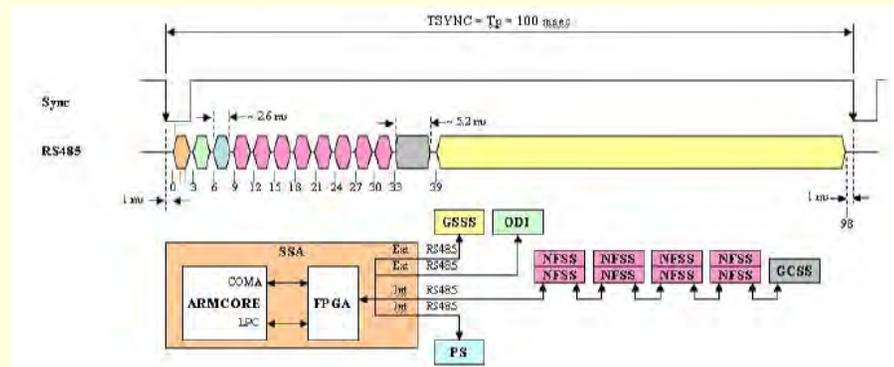 TSYNC = Tp = 100 msec
Sync
~ 2.6 ms
~ 5.2 ms
RS485
0 3 6 9 12 15 18 21 24 27 30 33 39
1 ms
1 ms
98
GSSS ODI
SSA
Ext RS485
Ext RS485
NFSS NFSS NFSS NFSS
NFSS NFSS NFSS NFSS
GCSS
COMA
ARMCORE
FPGA
Int RS485
Int RS485
LPC
PS